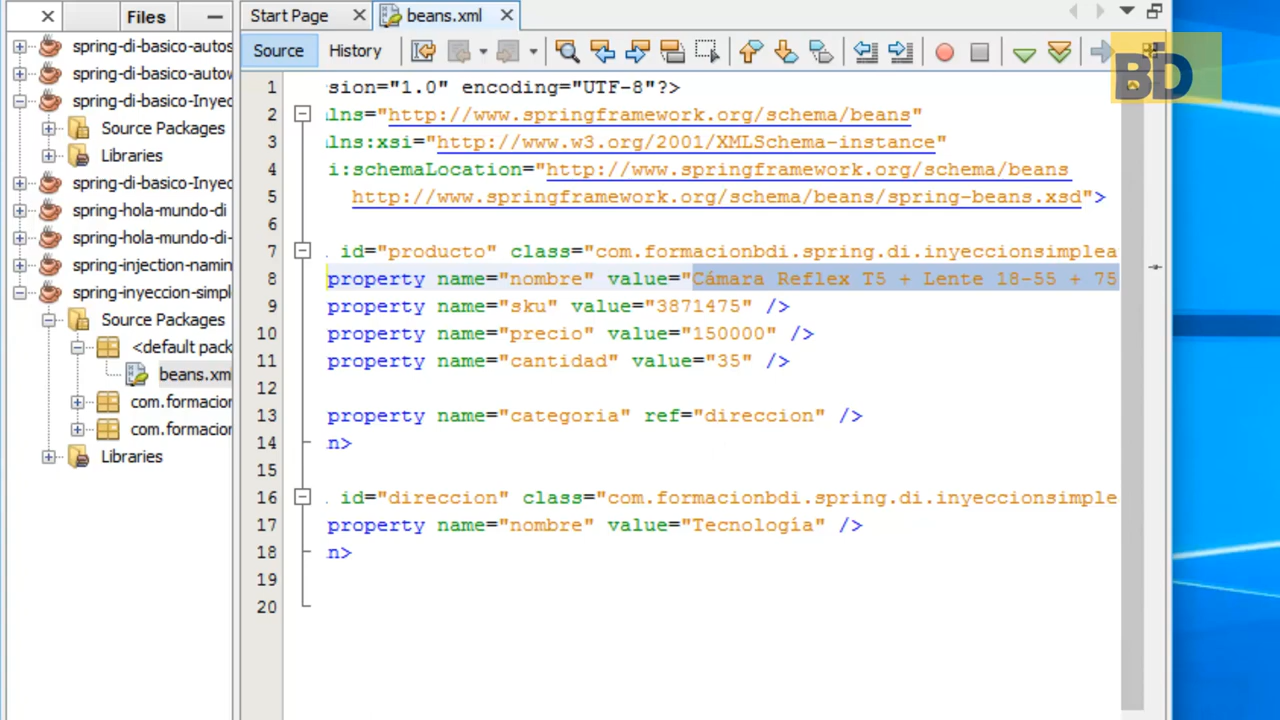 Files
Start Page
beans.xml
Source
History
spring-di-basico-autos
spring-di-basico-autow
spring-di-basico-Inyec
Source Packages
Libraries
spring-di-basico-Inyec
spring-hola-mundo-di
spring-hola-mundo-di-
spring-injection-namin
spring-inyeccion-simpl
Source Packages
<default pack
beans.xm
com.formacion
com.formacion
Libraries
1 sion="1.0" encoding="UTF-8"?>
2 lns="http://www.springframework.org/schema/beans"
3 lns:xsi="http://www.w3.org/2001/XMLSchema-instance"
4 i:schemaLocation="http://www.springframework.org/schema/beans
5 http://www.springframework.org/schema/beans/spring-beans.xsd">
6
7 id="producto" class="com.formacionbdi.spring.di.inyeccionsimplea
8 property name="nombre" value="Cámara Reflex T5 + Lente 18-55 + 75
9 property name="sku" value="3871475" />
10 property name="precio" value="150000" />
11 property name="cantidad" value="35" />
12
13 property name="categoria" ref="direccion" />
14 n>
15
16 id="direccion" class="com.formacionbdi.spring.di.inyeccionsimple
17 property name="nombre" value="Tecnología" />
18 n>
19
20
BD